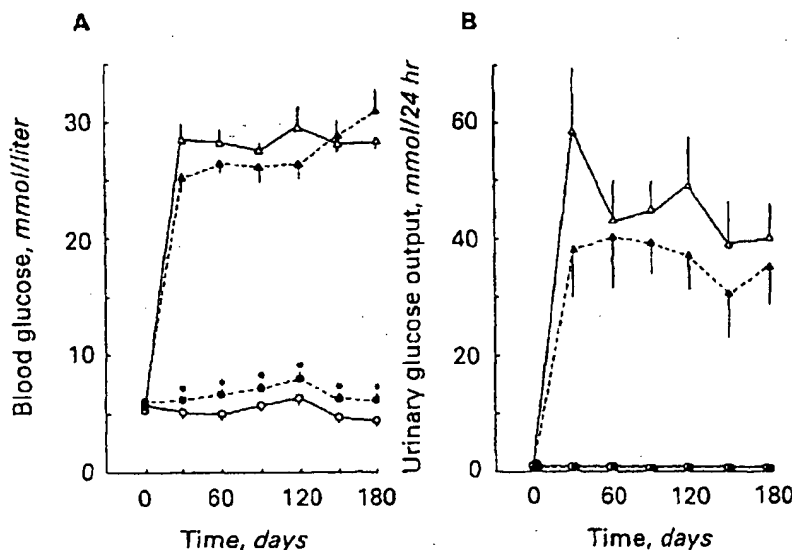 A
Blood glucose, mmol/liter
30
20
10
0
0 60 120 180
Time, days
B
Urinary glucose output, mmol/24 hr
60
40
20
0
0 60 120 180
Time, days